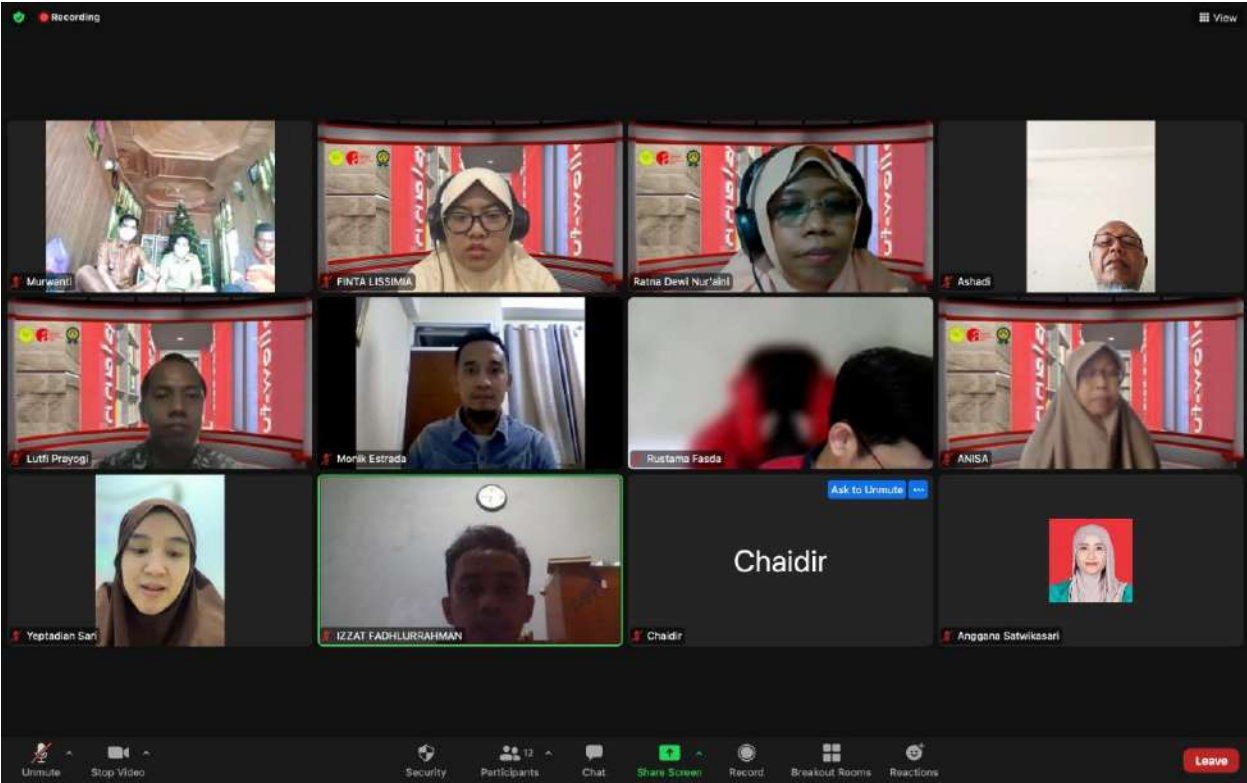 Recording
View
Murwanti
FINTA LISSIMIA
Ratna Dewi Nur'aini
Ashadi
Lutfi Prayogi
Monik Estrada
Rustama Fasda
ANISA
Yeptadian Sari
IZZAT FADHLURRAHMAN
Ask to Unmute
Chaidir
Chaidir
Anggana Satwikasari
Unmute
Stop Video
Security
Participants
12
Chat
Share Screen
Record
Breakout Rooms
Reactions
Leave